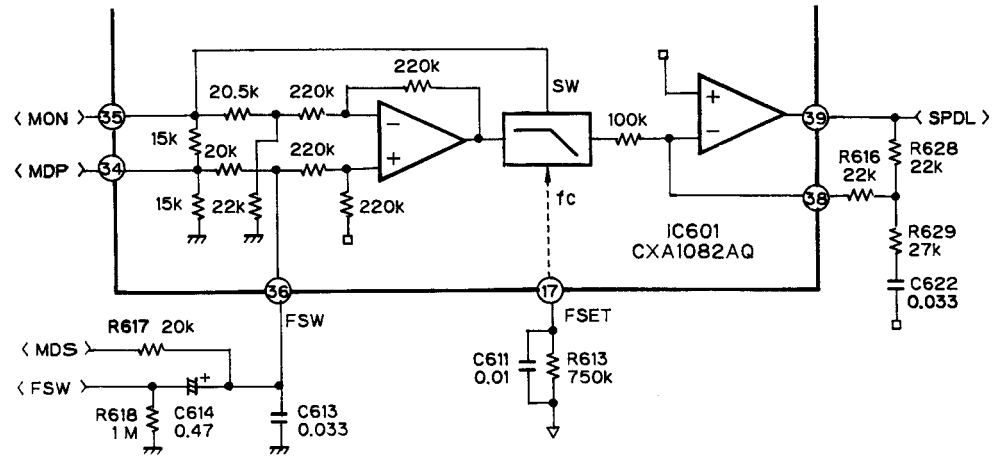 220k
SW
20.5k
220k
< MON >
35
39
< SPDL >
15k
100k
R616
22k
R628
22k
20k
220k
< MDP >
34
fc
38
15k
22k
220k
IC601
CXA1082AQ
R629
27k
C622
0.033
36
17
FSW
FSET
R617 20k
< MDS >
C611
0.01
R613
750k
< FSW >
R618
1M
C614
0.47
C613
0.033